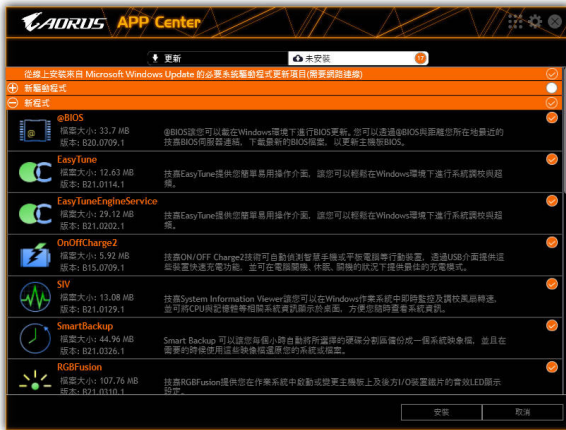 AORUS APP Center
更新
未安裝
從線上安裝來自 Microsoft Windows Update 的必要系統驅動程式更新項目(需要網路連線)
新驅動程式
新程式
@BIOS
檔案大小: 33.7 MB
版本: B20.0709.1
@BIOS讓您可以載在Windows環境下進行BIOS更新。您可以透過@BIOS與距離您所在地最近的
技嘉BIOS伺服器連結，下載最新的BIOS檔案，以更新主機板BIOS。
EasyTune
檔案大小: 12.63 MB
版本: B21.0114.1
技嘉EasyTune提供您簡單易用操作介面，讓您可以輕鬆在Windows環境下進行系統調校與超
頻。
EasyTuneEngineService
檔案大小: 29.12 MB
版本: B21.0202.1
技嘉EasyTune提供您簡單易用操作介面，讓您可以輕鬆在Windows環境下進行系統調校與超
頻。
OnOffCharge2
檔案大小: 5.92 MB
版本: B15.0709.1
技嘉ON/OFF Charge2技術可自動偵測智慧手機或平板電腦等行動裝置，透過USB介面提供這
些裝置快速充電功能，並可在電腦開機、休眠、關機的狀況下提供最佳的充電模式。
SIV
檔案大小: 13.08 MB
版本: B21.0129.1
技嘉System Information Viewer讓您可以在Windows作業系統中即時監控及調校風扇轉速，
並可將CPU與記憶體等相關系統資訊顯示於桌面，方便您隨時查看系統資訊。
SmartBackup
檔案大小: 44.96 MB
版本: B21.0326.1
Smart Backup 可以讓您每個小時自動將所選擇的硬碟分割區備份成一個系統映像檔，並且在
需要的時候使用這些映像檔還原您的系統或檔案。
RGBFusion
檔案大小: 107.76 MB
版本: B21.0310.1
技嘉RGBFusion提供您在作業系統中啟動或變更主機板上及後方I/O裝置鐵片的音效LED顯示
設定。
安裝
取消